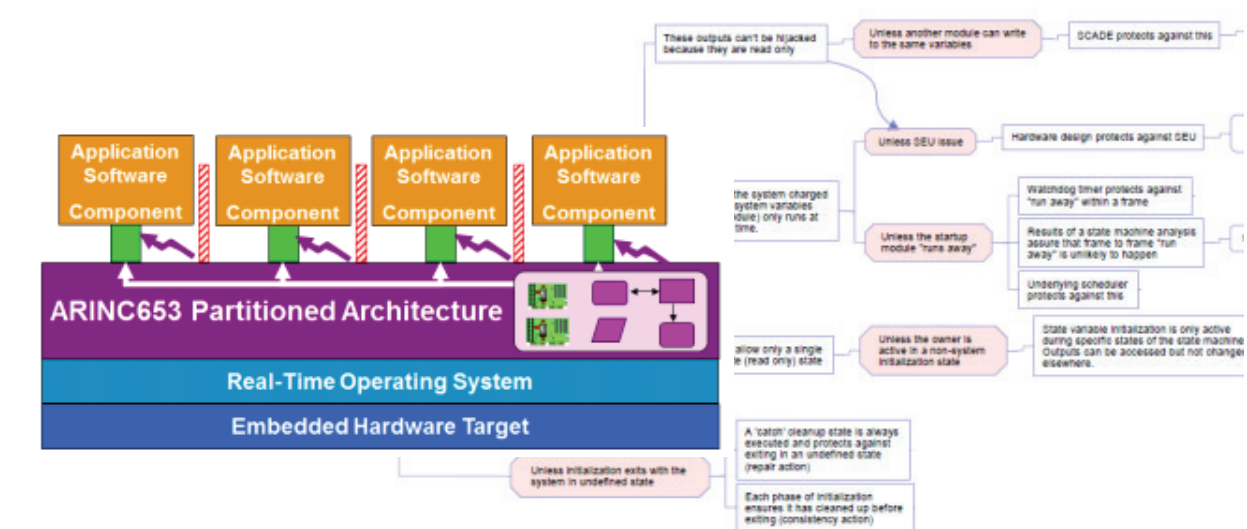 These outputs can't be hijacked
because they are read only
Unless another module can write
to the same variables
SCADE protects against this
Application
Software
Component
Application
Software
Component
Application
Software
Component
Application
Software
Component
ARINC653 Partitioned Architecture
Real-Time Operating System
Embedded Hardware Target
Unless SEU issue
Hardware design protects against SEU
the system charged
system variables
dule) only runs at
time.
Unless the startup
module "runs away"
Watchdog timer protects against
"run away" within a frame
Results of a state machine analysis
assure that frame to frame "run
away" is unlikely to happen
Underlying scheduler
protects against this
allow only a single
(read only) state
Unless the owner is
active in a non-system
initialization state
State variable initialization is only active
during specific states of the state machine
Outputs can be accessed but not changed
elsewhere.
Unless initialization exits with the
system in undefined state
A 'catch' cleanup state is always
executed and protects against
exiting in an undefined state
(repair action)
Each phase of initialization
ensures it has cleaned up before
exiting (consistency action)